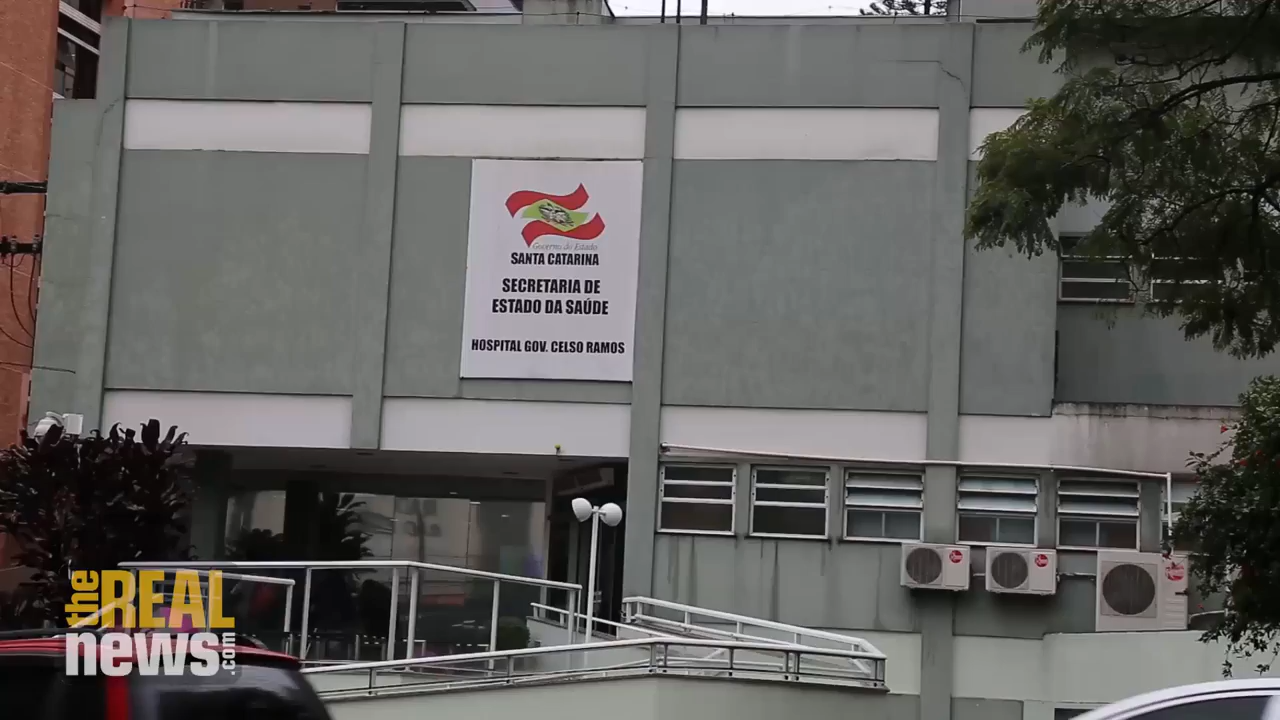 Governo do Estado
SANTA CATARINA
SECRETARIA DE
ESTADO DA SAÚDE
HOSPITAL GOV. CELSO RAMOS
the REAL
news.com